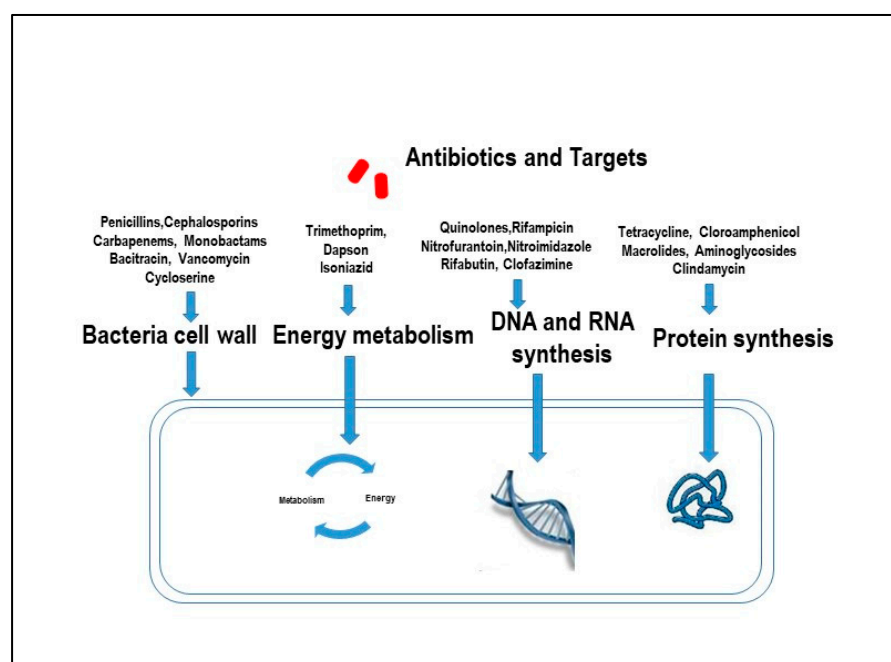 Antibiotics and Targets
Penicillins,Cephalosporins
Carbapenems, Monobactams
Bacitracin, Vancomycin
Cycloserine
Trimethoprim,
Dapson
Isoniazid
Quinolones,Rifampicin
Nitrofurantoin,Nitroimidazole
Rifabutin, Clofazimine
Tetracycline, Cloroamphenicol
Macrolides, Aminoglycosides
Clindamycin
Bacteria cell wall
Energy metabolism
DNA and RNA
synthesis
Protein synthesis
Metabolism
Energy